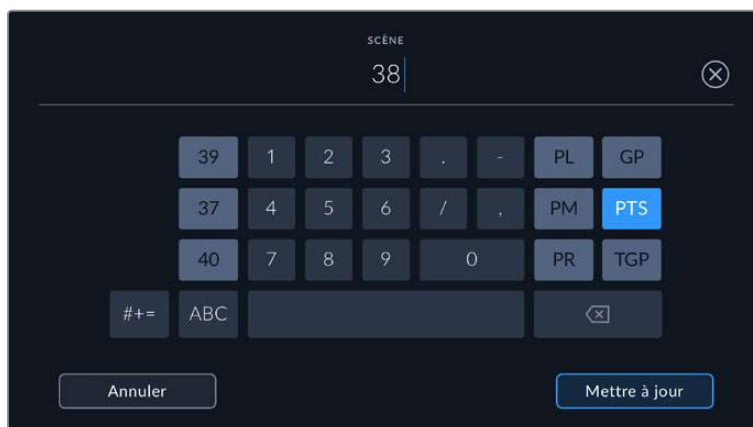 SCÈNE
38
39 1 2 3 . - PL GP
37 4 5 6 / , PM PTS
40 7 8 9 0 PR TGP
#+= ABC
Annuler Mettre à jour